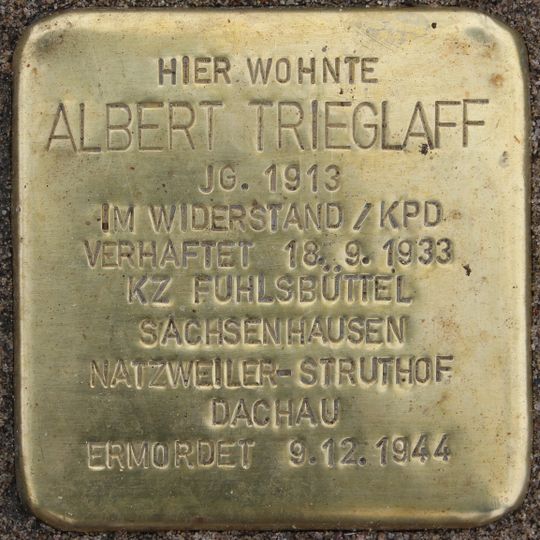 HIER WOHNTE
ALBERT TRIEGLAFF
JG. 1913
IM WIDERSTAND / KPD
VERHAFTET 18. 9. 1933
KZ FUHLSBÜTTEL
SACHSENHAUSEN
NATZWEILER-STRUTHOF
DACHAU
ERMORDET 9.12.1944